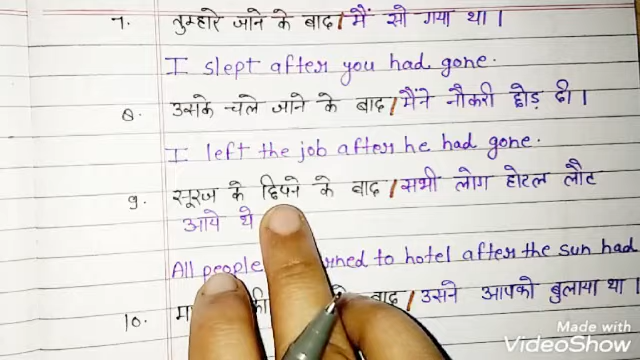 7. तुम्हारे जाने के बाद/मैं सो गया था।
I slept after you had gone.
8. उसके चले जाने के बाद/मैंने नौकरी छोड़ दी।
I left the job after he had gone.
9. सूरज के छिपने के बाद/सभी लोग होटल लौट
आये थे
All people to hotel after the sun had
10. बाद/उसने आपको बुलाया था।
Made with
VideoShow